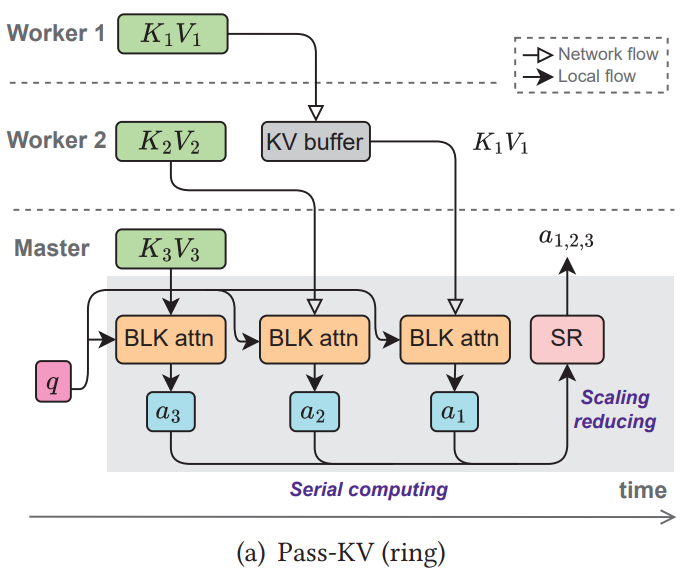 Worker 1
K₁V₁
Network flow
Local flow
Worker 2
K₂V₂
KV buffer
K₁V₁
Master
K₃V₃
a₁,₂,₃
BLK attn
BLK attn
BLK attn
SR
q
a₃
a₂
a₁
Scaling
reducing
Serial computing
time
(a) Pass-KV (ring)